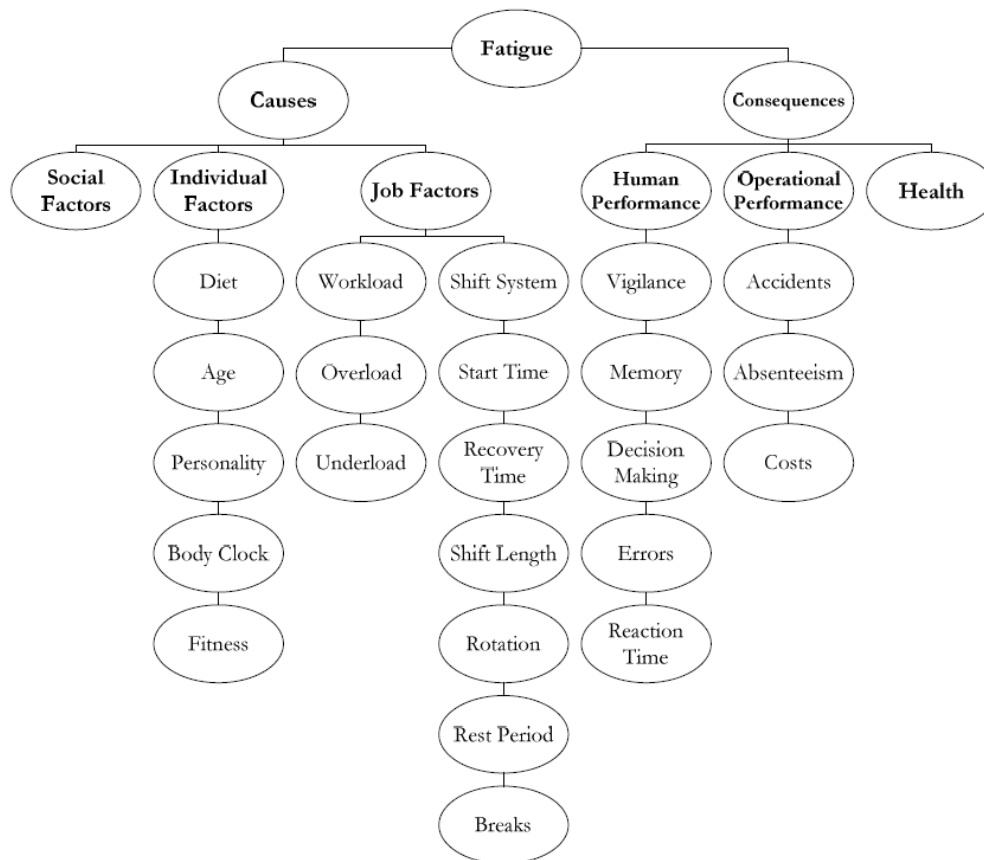 Fatigue
Causes
Consequences
Social
Factors
Individual
Factors
Job Factors
Human
Performance
Operational
Performance
Health
Diet
Workload
Shift System
Vigilance
Accidents
Age
Overload
Start Time
Memory
Absenteeism
Personality
Underload
Recovery
Time
Decision
Making
Costs
Body Clock
Shift Length
Errors
Fitness
Rotation
Reaction
Time
Rest Period
Breaks